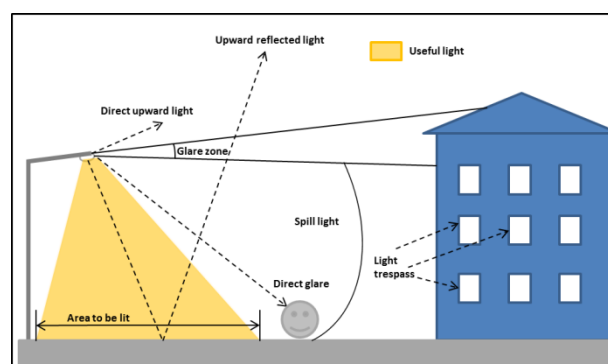 Upward reflected light
Useful light
Direct upward light
Glare zone
Spill light
Light
trespass
Direct glare
Area to be lit